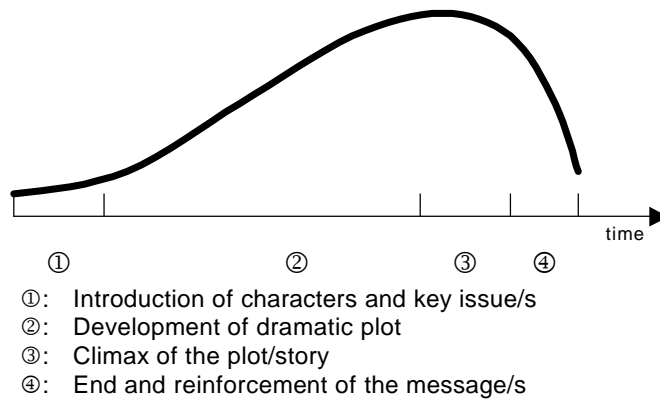 time
① ② ③ ④
①: Introduction of characters and key issue/s
②: Development of dramatic plot
③: Climax of the plot/story
④: End and reinforcement of the message/s